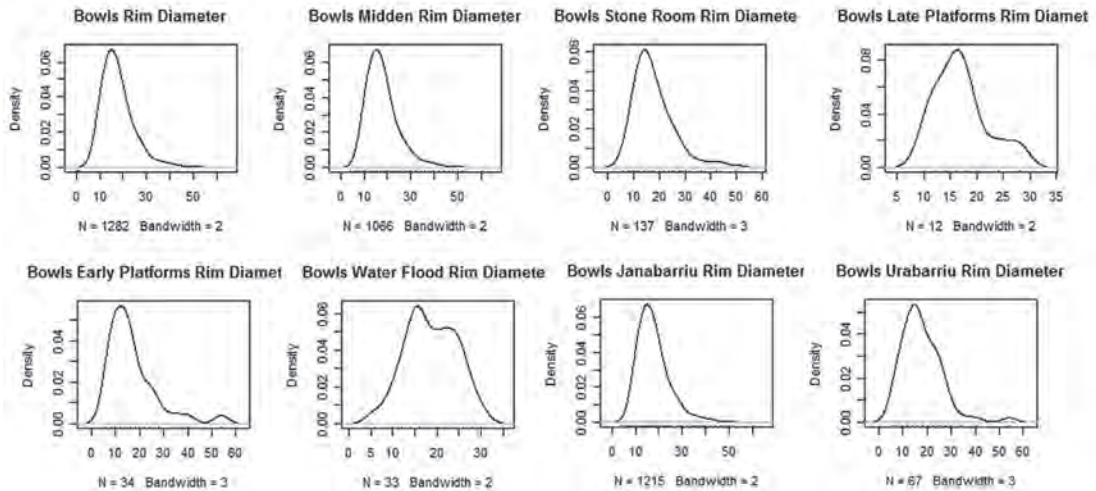 Bowls Rim Diameter
Density
0.00 0.02 0.04 0.06
0 10 30 50
N = 1282 Bandwidth = 2
Bowls Midden Rim Diameter
Density
0.00 0.02 0.04 0.06
0 10 30 50
N = 1066 Bandwidth = 2
Bowls Stone Room Rim Diamete
Density
0.00 0.02 0.04 0.06
0 10 20 30 40 50 60
N = 137 Bandwidth = 3
Bowls Late Platforms Rim Diamet
Density
0.00 0.04 0.08
5 10 15 20 25 30 35
N = 12 Bandwidth = 2
Bowls Early Platforms Rim Diamet
Density
0.00 0.02 0.04
0 10 20 30 40 50 60
N = 34 Bandwidth = 3
Bowls Water Flood Rim Diamete
Density
0.00 0.02 0.04 0.06
0 5 10 20 30
N = 33 Bandwidth = 2
Bowls Janabarriu Rim Diameter
Density
0.00 0.02 0.04 0.06
0 10 30 50
N = 1215 Bandwidth = 2
Bowls Urabarriu Rim Diameter
Density
0.00 0.02 0.04
0 10 20 30 40 50 60
N = 67 Bandwidth = 3